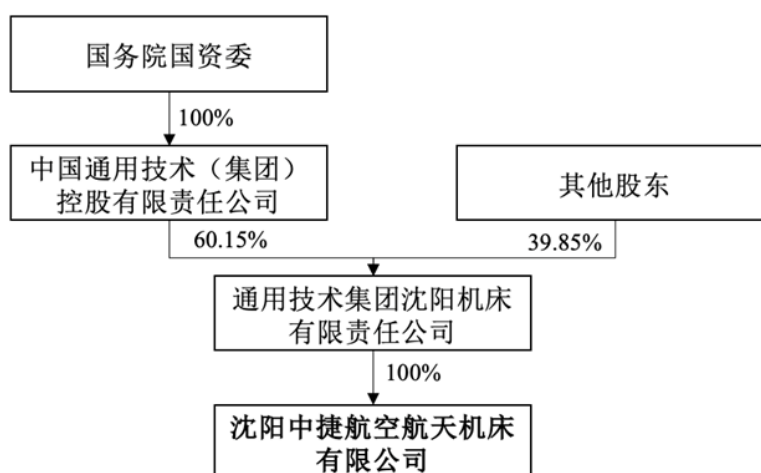 国务院国资委
100%
中国通用技术（集团）
控股有限责任公司
其他股东
60.15%
39.85%
通用技术集团沈阳机床
有限责任公司
100%
沈阳中捷航空航天机床
有限公司